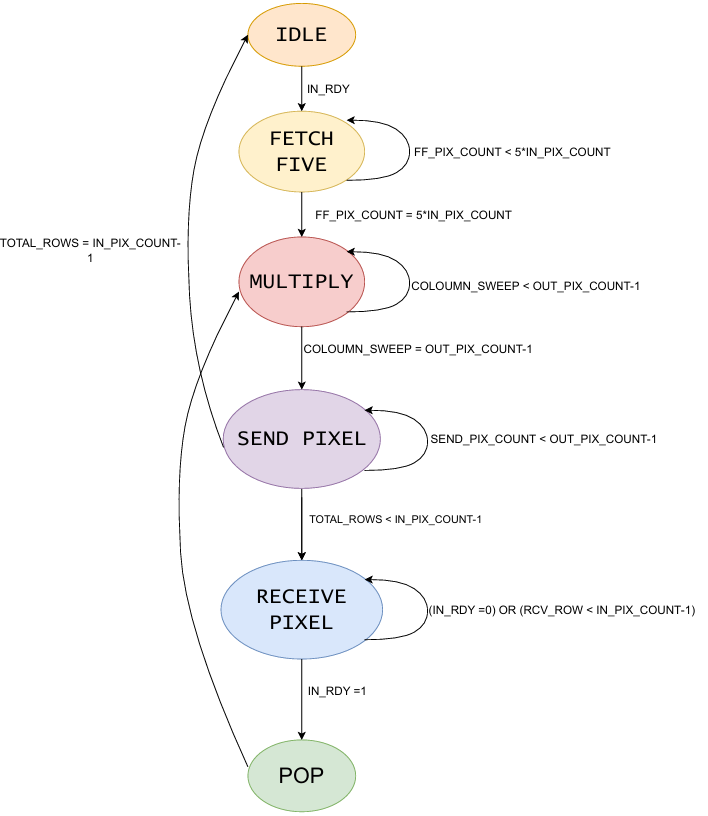 IDLE
IN_RDY
FETCH
FIVE
FF_PIX_COUNT < 5*IN_PIX_COUNT
FF_PIX_COUNT = 5*IN_PIX_COUNT
TOTAL_ROWS = IN_PIX_COUNT-
1
MULTIPLY
COLOUMN_SWEEP < OUT_PIX_COUNT-1
COLOUMN_SWEEP = OUT_PIX_COUNT-1
SEND PIXEL
SEND_PIX_COUNT < OUT_PIX_COUNT-1
TOTAL_ROWS < IN_PIX_COUNT-1
RECEIVE
PIXEL
(IN_RDY =0) OR (RCV_ROW < IN_PIX_COUNT-1)
IN_RDY =1
POP